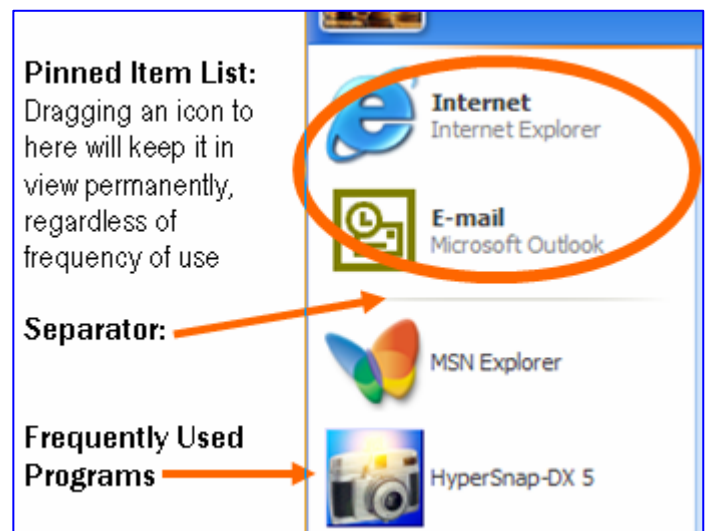 Pinned Item List:
Dragging an icon to
here will keep it in
view permanently,
regardless of
frequency of use
Separator:
Frequently Used
Programs
Internet
Internet Explorer
E-mail
Microsoft Outlook
MSN Explorer
HyperSnap-DX 5